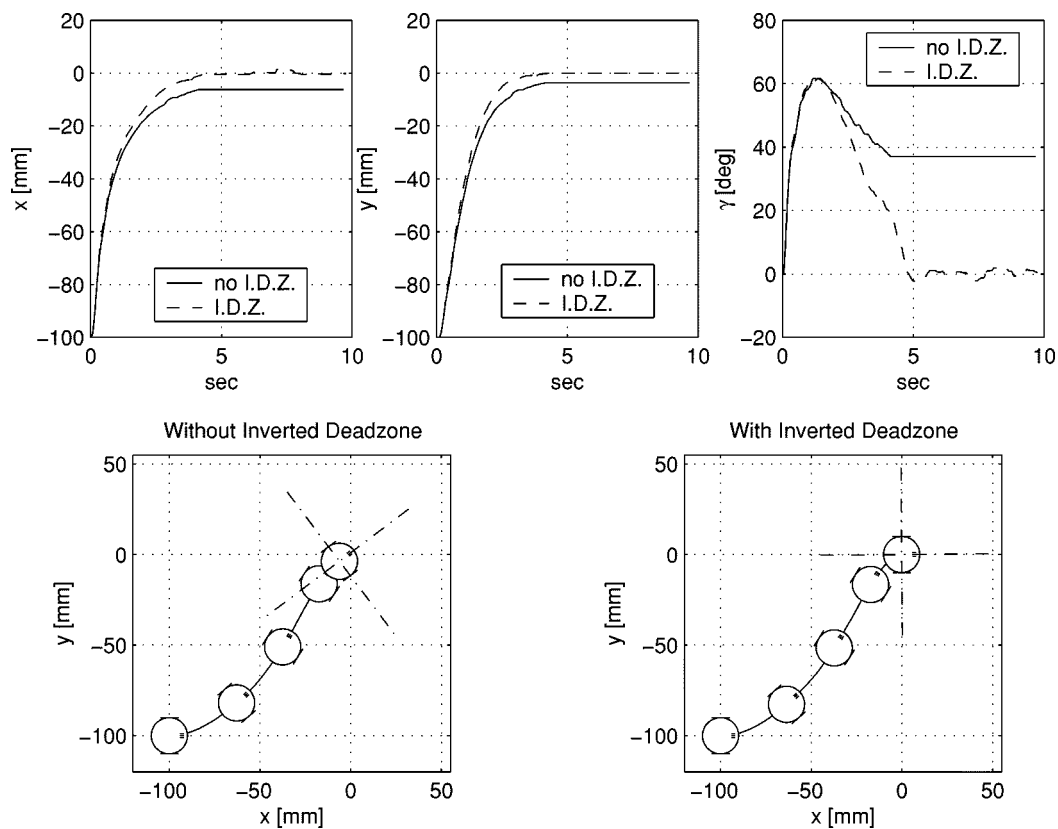 20
0
−20
−40
−60
−80
−100
x [mm]
no I.D.Z.
I.D.Z.
0
5
10
sec
20
0
−20
−40
−60
−80
−100
y [mm]
no I.D.Z.
I.D.Z.
0
5
10
sec
80
60
40
20
0
−20
γ [deg]
no I.D.Z.
I.D.Z.
0
5
10
sec
Without Inverted Deadzone
50
0
−50
−100
y [mm]
−100
−50
0
50
x [mm]
With Inverted Deadzone
50
0
−50
−100
y [mm]
−100
−50
0
50
x [mm]